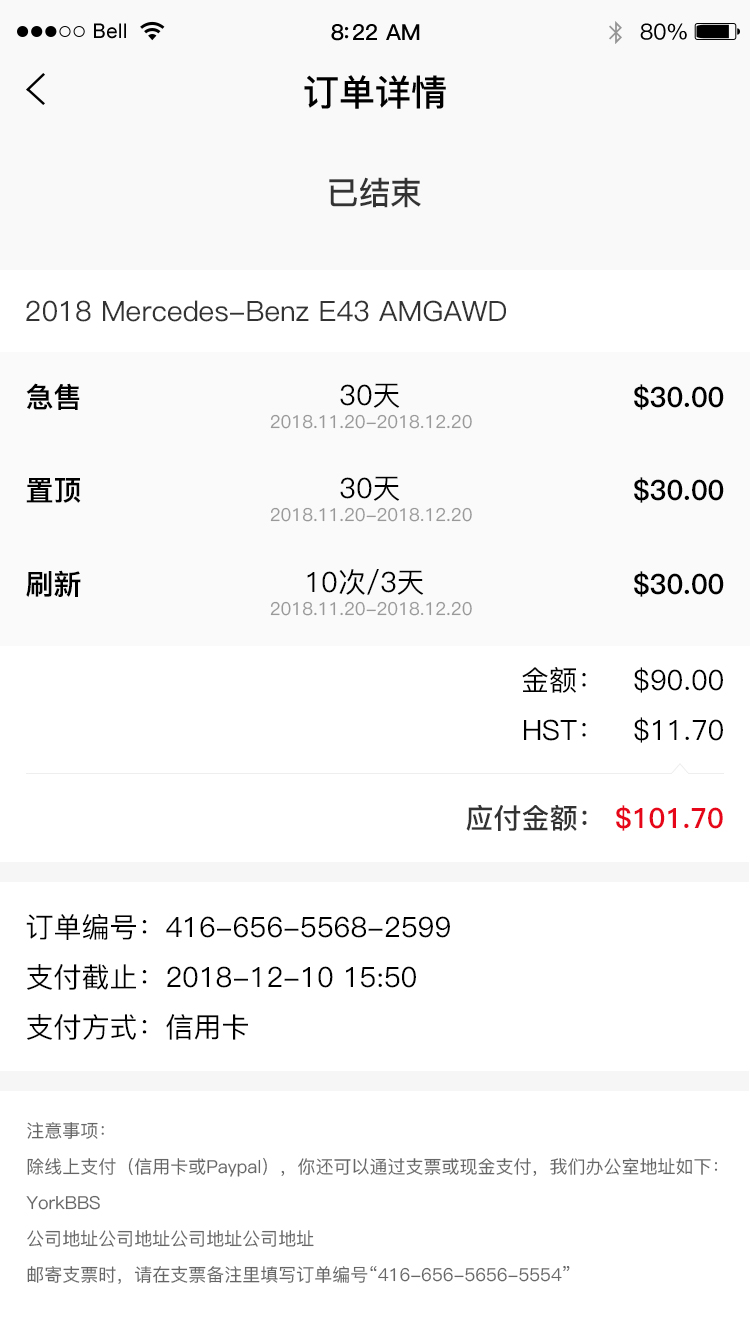 Bell 8:22 AM 80%
订单详情
已结束
2018 Mercedes-Benz E43 AMGAWD
急售 30天 $30.00
2018.11.20-2018.12.20
置顶 30天 $30.00
2018.11.20-2018.12.20
刷新 10次/3天 $30.00
2018.11.20-2018.12.20
金额： $90.00
HST： $11.70
应付金额： $101.70
订单编号：416-656-5568-2599
支付截止：2018-12-10 15:50
支付方式：信用卡
注意事项：
除线上支付（信用卡或Paypal），你还可以通过支票或现金支付，我们办公室地址如下：
YorkBBS
公司地址公司地址公司地址公司地址
邮寄支票时，请在支票备注里填写订单编号“416-656-5656-5554”